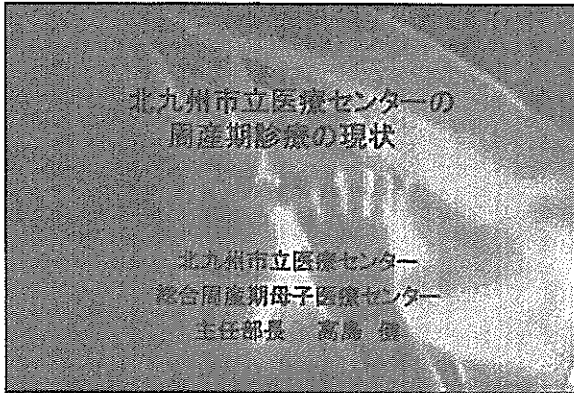 北九州市立医療センターの
周産期診療の現状
北九州市立医療センター
総合周産期母子医療センター
主任部長 高島